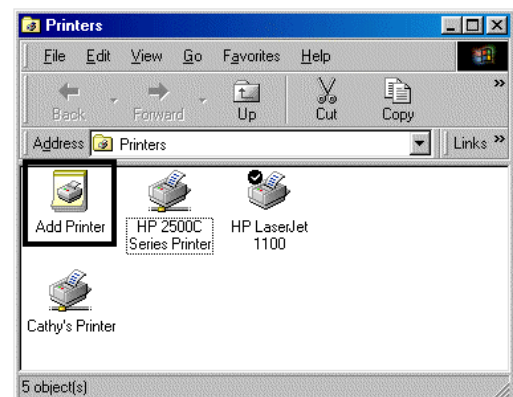 Printers
File Edit View Go Favorites Help
Back Forward Up Cut Copy »
Address Printers Links »
Add Printer
HP 2500C
Series Printer
HP LaserJet
1100
Cathy's Printer
5 object(s)